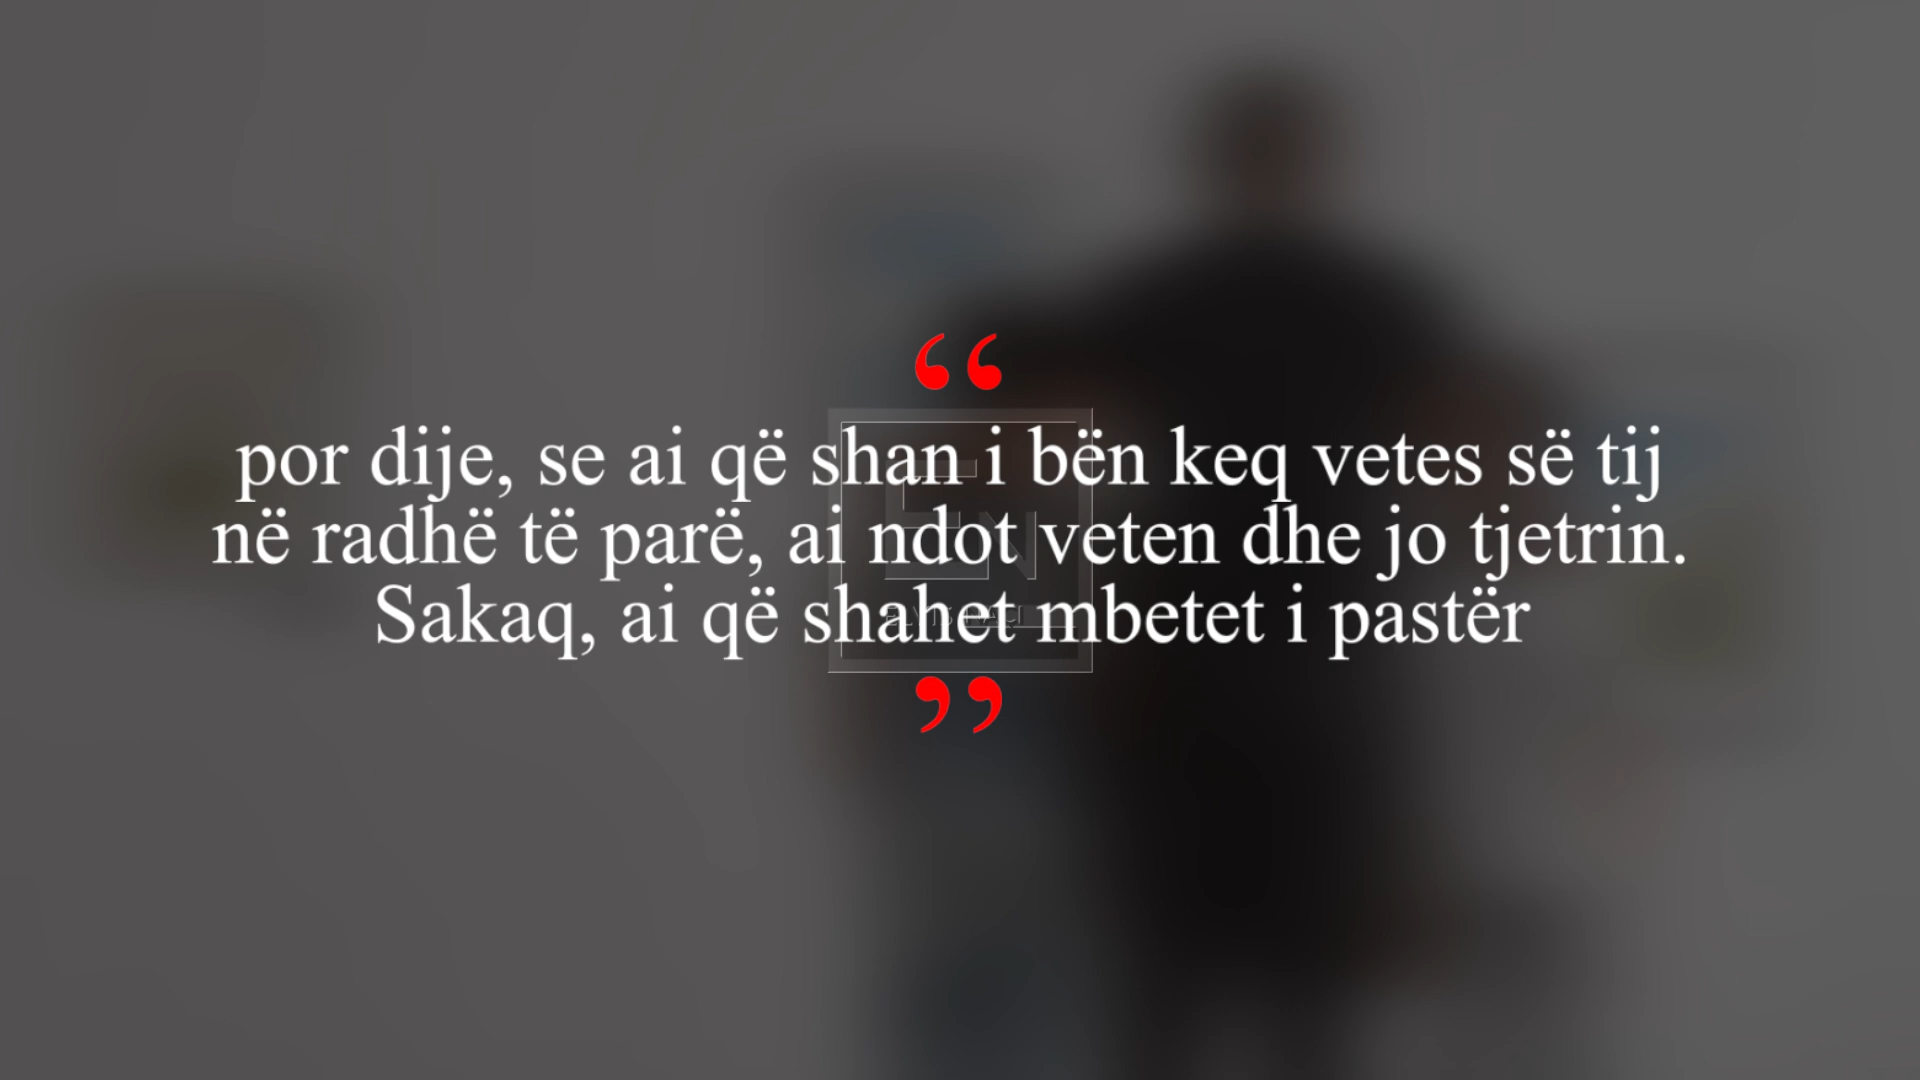 “
por dije, se ai që shan i bën keq vetes së tij
në radhë të parë, ai ndot veten dhe jo tjetrin.
Sakaq, ai që shahet mbetet i pastër
”